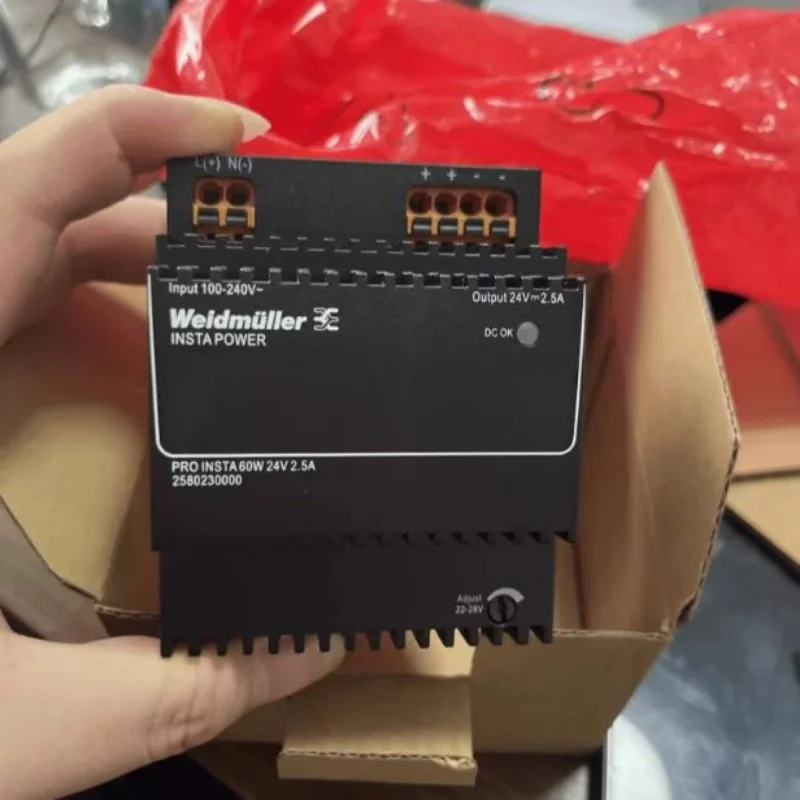 L(+) N(-)
+ + - -
Input 100-240V~
Output 24V⎓2.5A
Weidmüller
INSTA POWER
DC OK
PRO INSTA 60W 24V 2.5A
2580230000
Adjust
22-28V